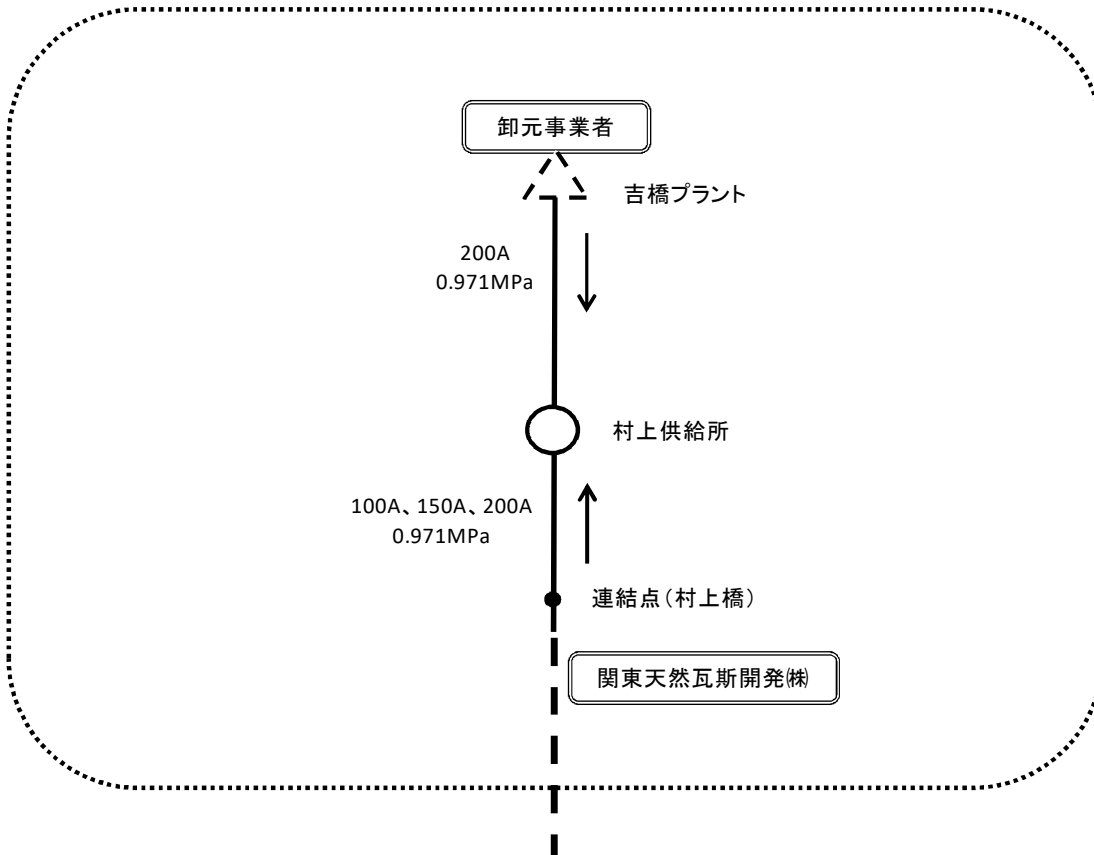 卸元事業者
吉橋プラント
200A
0.971MPa
村上供給所
100A、150A、200A
0.971MPa
連結点(村上橋)
関東天然瓦斯開発㈱